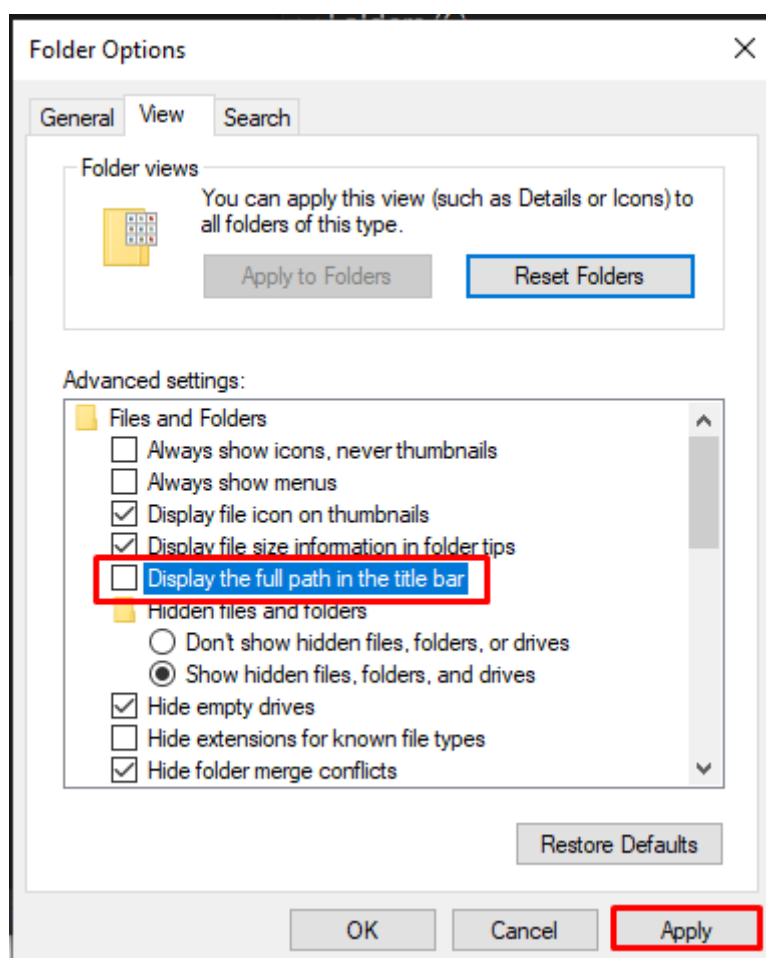 Folder Options
General View Search
Folder views
You can apply this view (such as Details or Icons) to
all folders of this type.
Apply to Folders Reset Folders
Advanced settings:
Files and Folders
Always show icons, never thumbnails
Always show menus
Display file icon on thumbnails
Display file size information in folder tips
Display the full path in the title bar
Hidden files and folders
Don't show hidden files, folders, or drives
Show hidden files, folders, and drives
Hide empty drives
Hide extensions for known file types
Hide folder merge conflicts
Restore Defaults
OK Cancel Apply